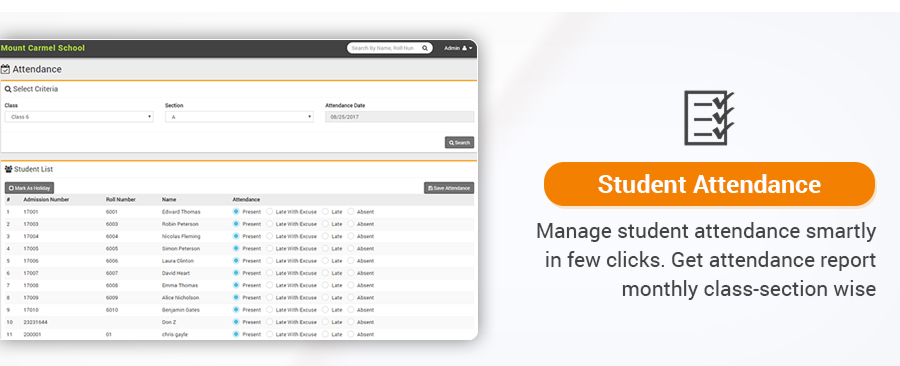 Mount Carmel School
Search By Name, Roll Nun
Admin
Attendance
Select Criteria
Class Section Attendance Date
Class 6 A 08/25/2017
Search
Student List
Mark As Holiday Save Attendance
# Admission Number Roll Number Name Attendance
1 17001 6001 Edward Thomas Present Late With Excuse Late Absent
2 17003 6003 Robin Peterson Present Late With Excuse Late Absent
3 17004 6004 Nicolas Fleming Present Late With Excuse Late Absent
4 17005 6005 Simon Peterson Present Late With Excuse Late Absent
5 17006 6006 Laura Clinton Present Late With Excuse Late Absent
6 17007 6007 David Heart Present Late With Excuse Late Absent
7 17008 6008 Emma Thomas Present Late With Excuse Late Absent
8 17009 6009 Alice Nicholson Present Late With Excuse Late Absent
9 17010 6010 Benjamin Gates Present Late With Excuse Late Absent
10 23231644 Don Z Present Late With Excuse Late Absent
11 200001 01 chris gayle Present Late With Excuse Late Absent
Student Attendance
Manage student attendance smartly
in few clicks. Get attendance report
monthly class-section wise